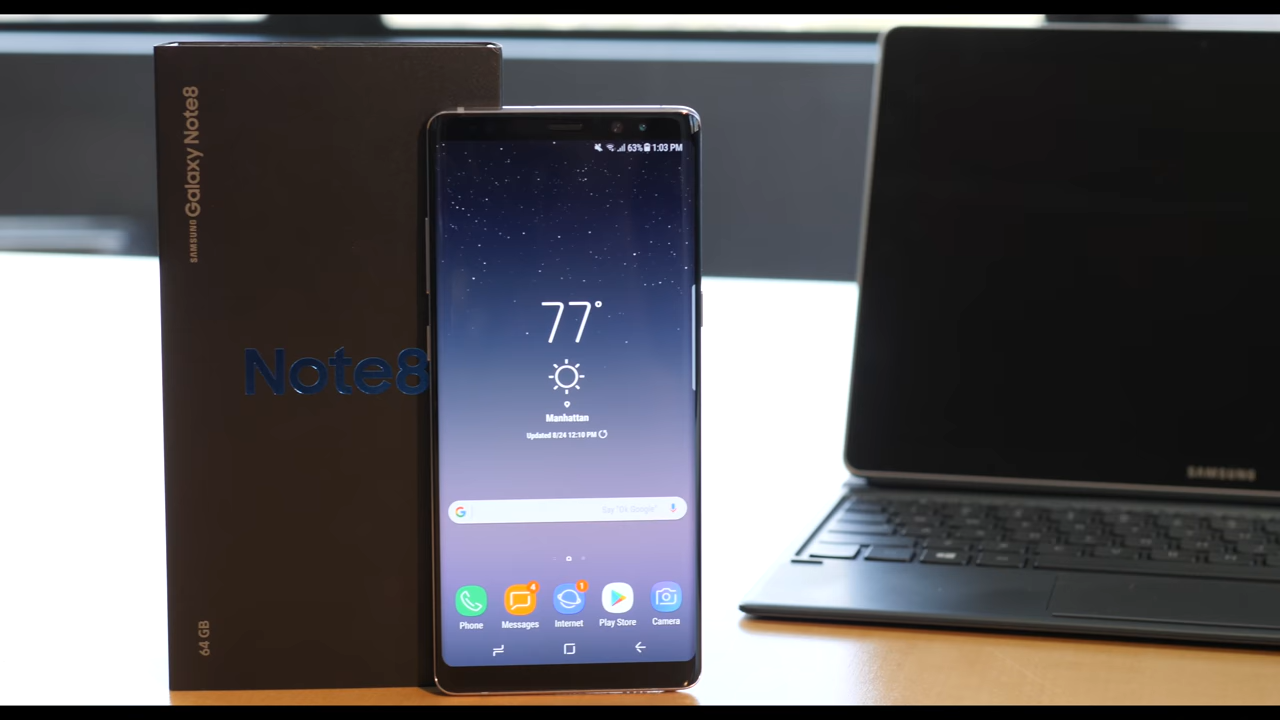 SAMSUNG Galaxy Note8
Note8
64 GB
63% 1:03 PM
77°
Manhattan
Updated 8/24 12:10 PM
G
Say "Ok Google"
4
1
Phone
Messages
Internet
Play Store
Camera
SAMSUNG